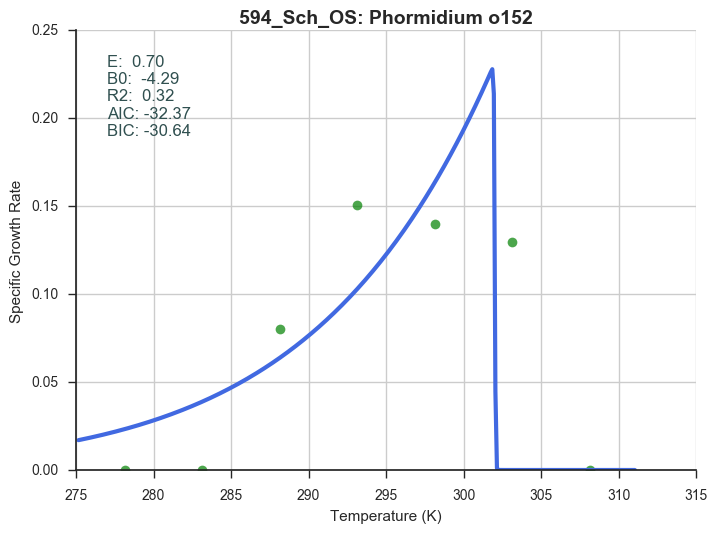 594_Sch_OS: Phormidium o152
E:  0.70
B0:  -4.29
R2:  0.32
AIC: -32.37
BIC: -30.64
Specific Growth Rate
0.25
0.20
0.15
0.10
0.05
0.00
275 280 285 290 295 300 305 310 315
Temperature (K)